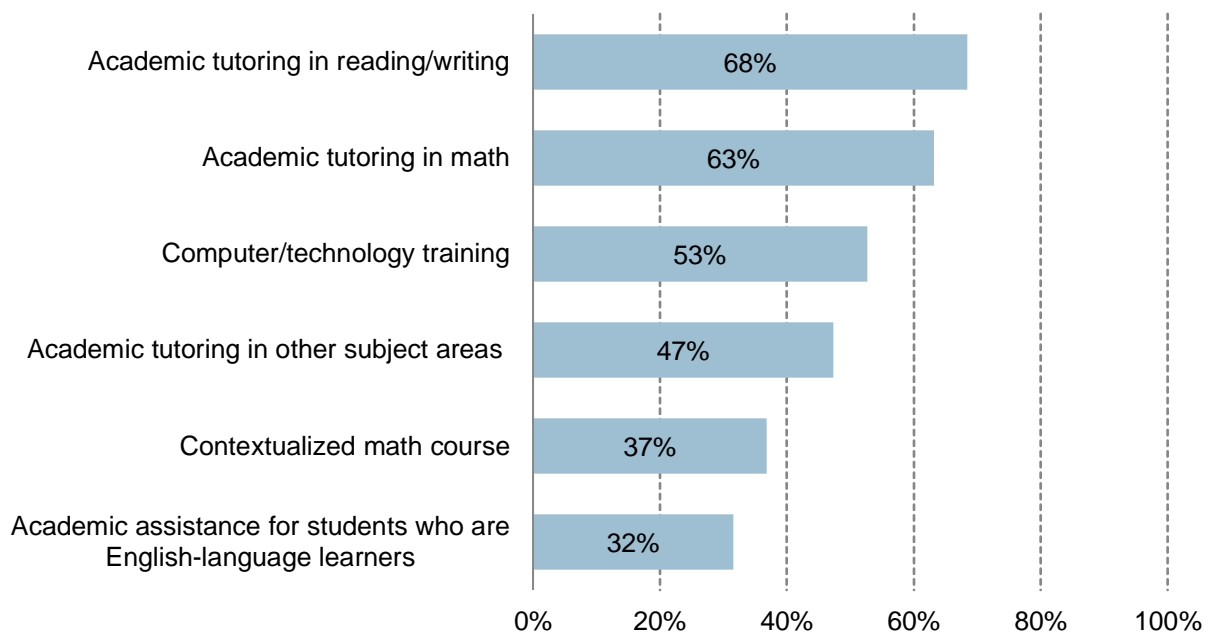 Academic tutoring in reading/writing
68%
Academic tutoring in math
63%
Computer/technology training
53%
Academic tutoring in other subject areas
47%
Contextualized math course
37%
Academic assistance for students who are
English-language learners
32%
0% 20% 40% 60% 80% 100%